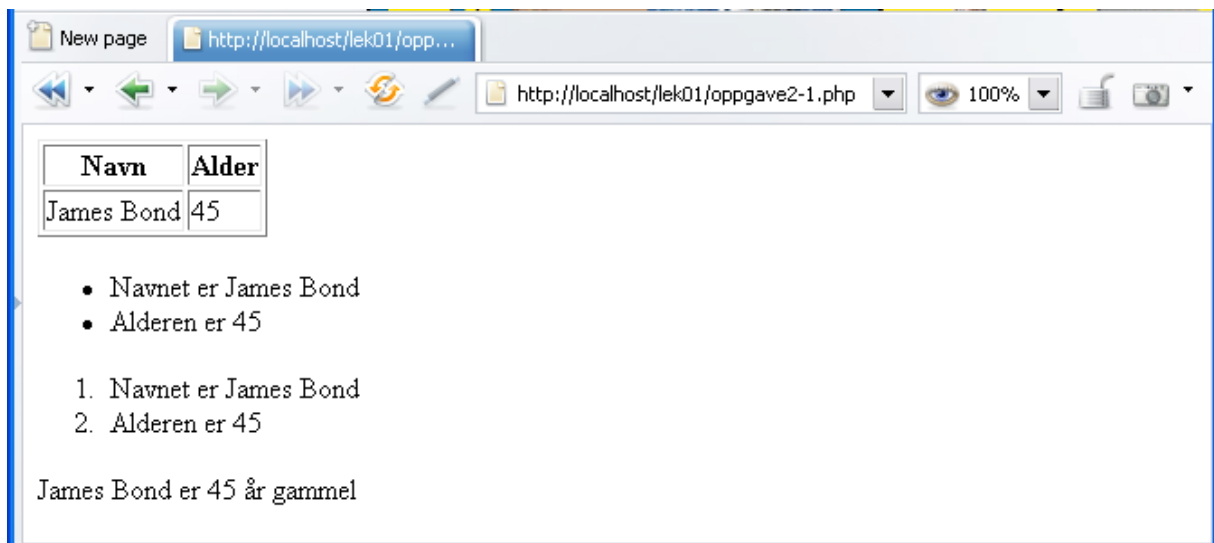 New page
http://localhost/lek01/opp...
http://localhost/lek01/oppgave2-1.php
100%
Navn Alder
James Bond 45
• Navnet er James Bond
• Alderen er 45
1. Navnet er James Bond
2. Alderen er 45
James Bond er 45 år gammel